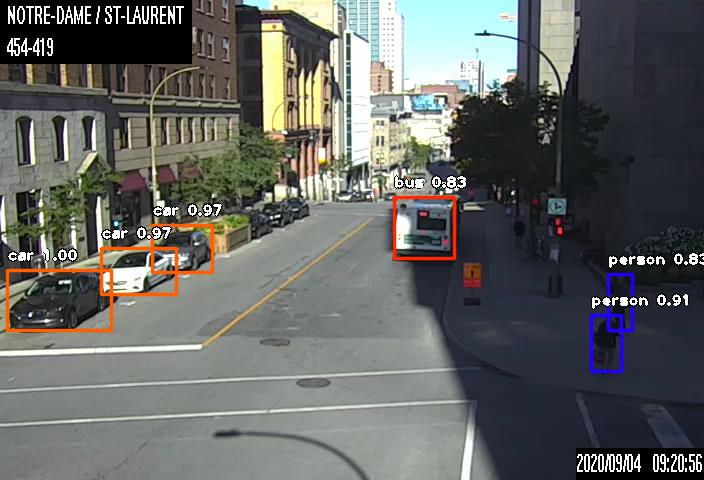 NOTRE-DAME / ST-LAURENT
454-419
bus 0.83
car 0.97
car 0.97
car 1.00
person 0.83
person 0.91
2020/09/04 09:20:56